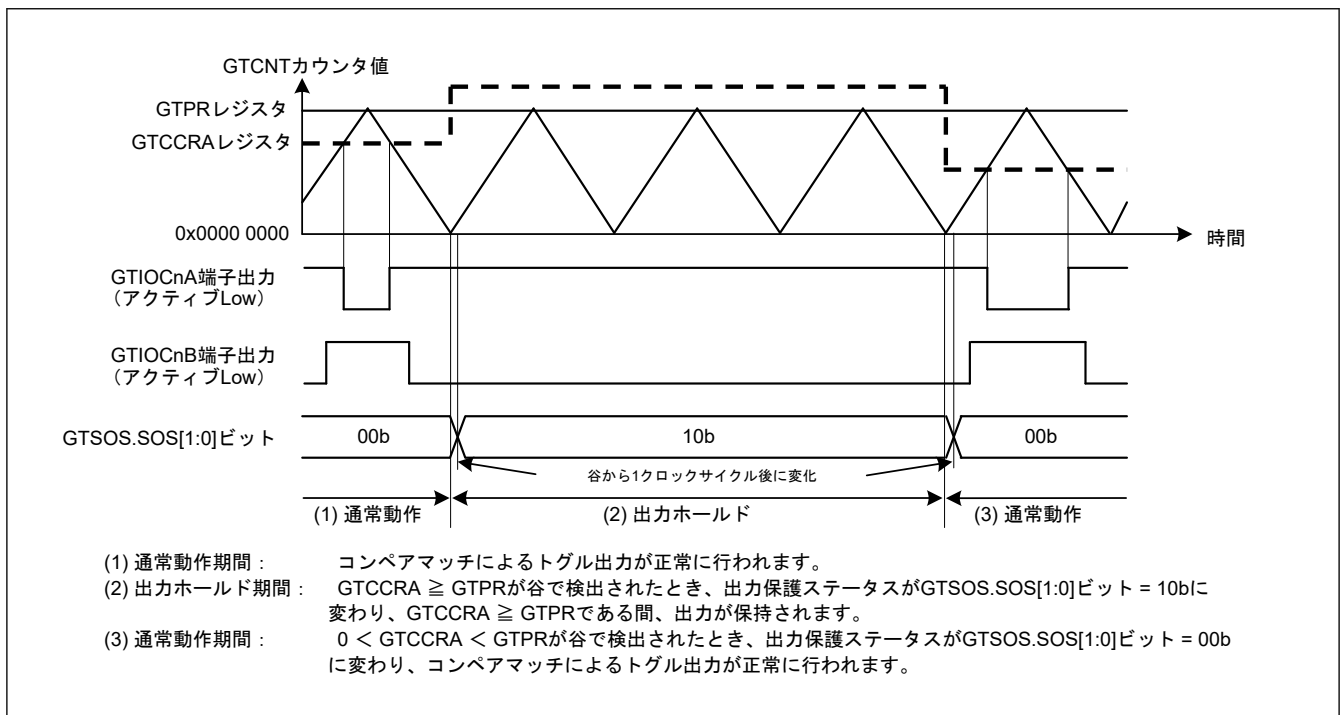 GTCNTカウンタ値
GTPRレジスタ
GTCCRAレジスタ
0x0000 0000
時間
GTIOCnA端子出力
（アクティブLow）
GTIOCnB端子出力
（アクティブLow）
GTSOS.SOS[1:0]ビット
00b
10b
00b
谷から1クロックサイクル後に変化
(1) 通常動作
(2) 出力ホールド
(3) 通常動作
(1) 通常動作期間： コンペアマッチによるトグル出力が正常に行われます。
(2) 出力ホールド期間： GTCCRA ≧ GTPRが谷で検出されたとき、出力保護ステータスがGTSOS.SOS[1:0]ビット = 10bに
変わり、GTCCRA ≧ GTPRである間、出力が保持されます。
(3) 通常動作期間： 0 < GTCCRA < GTPRが谷で検出されたとき、出力保護ステータスがGTSOS.SOS[1:0]ビット = 00b
に変わり、コンペアマッチによるトグル出力が正常に行われます。